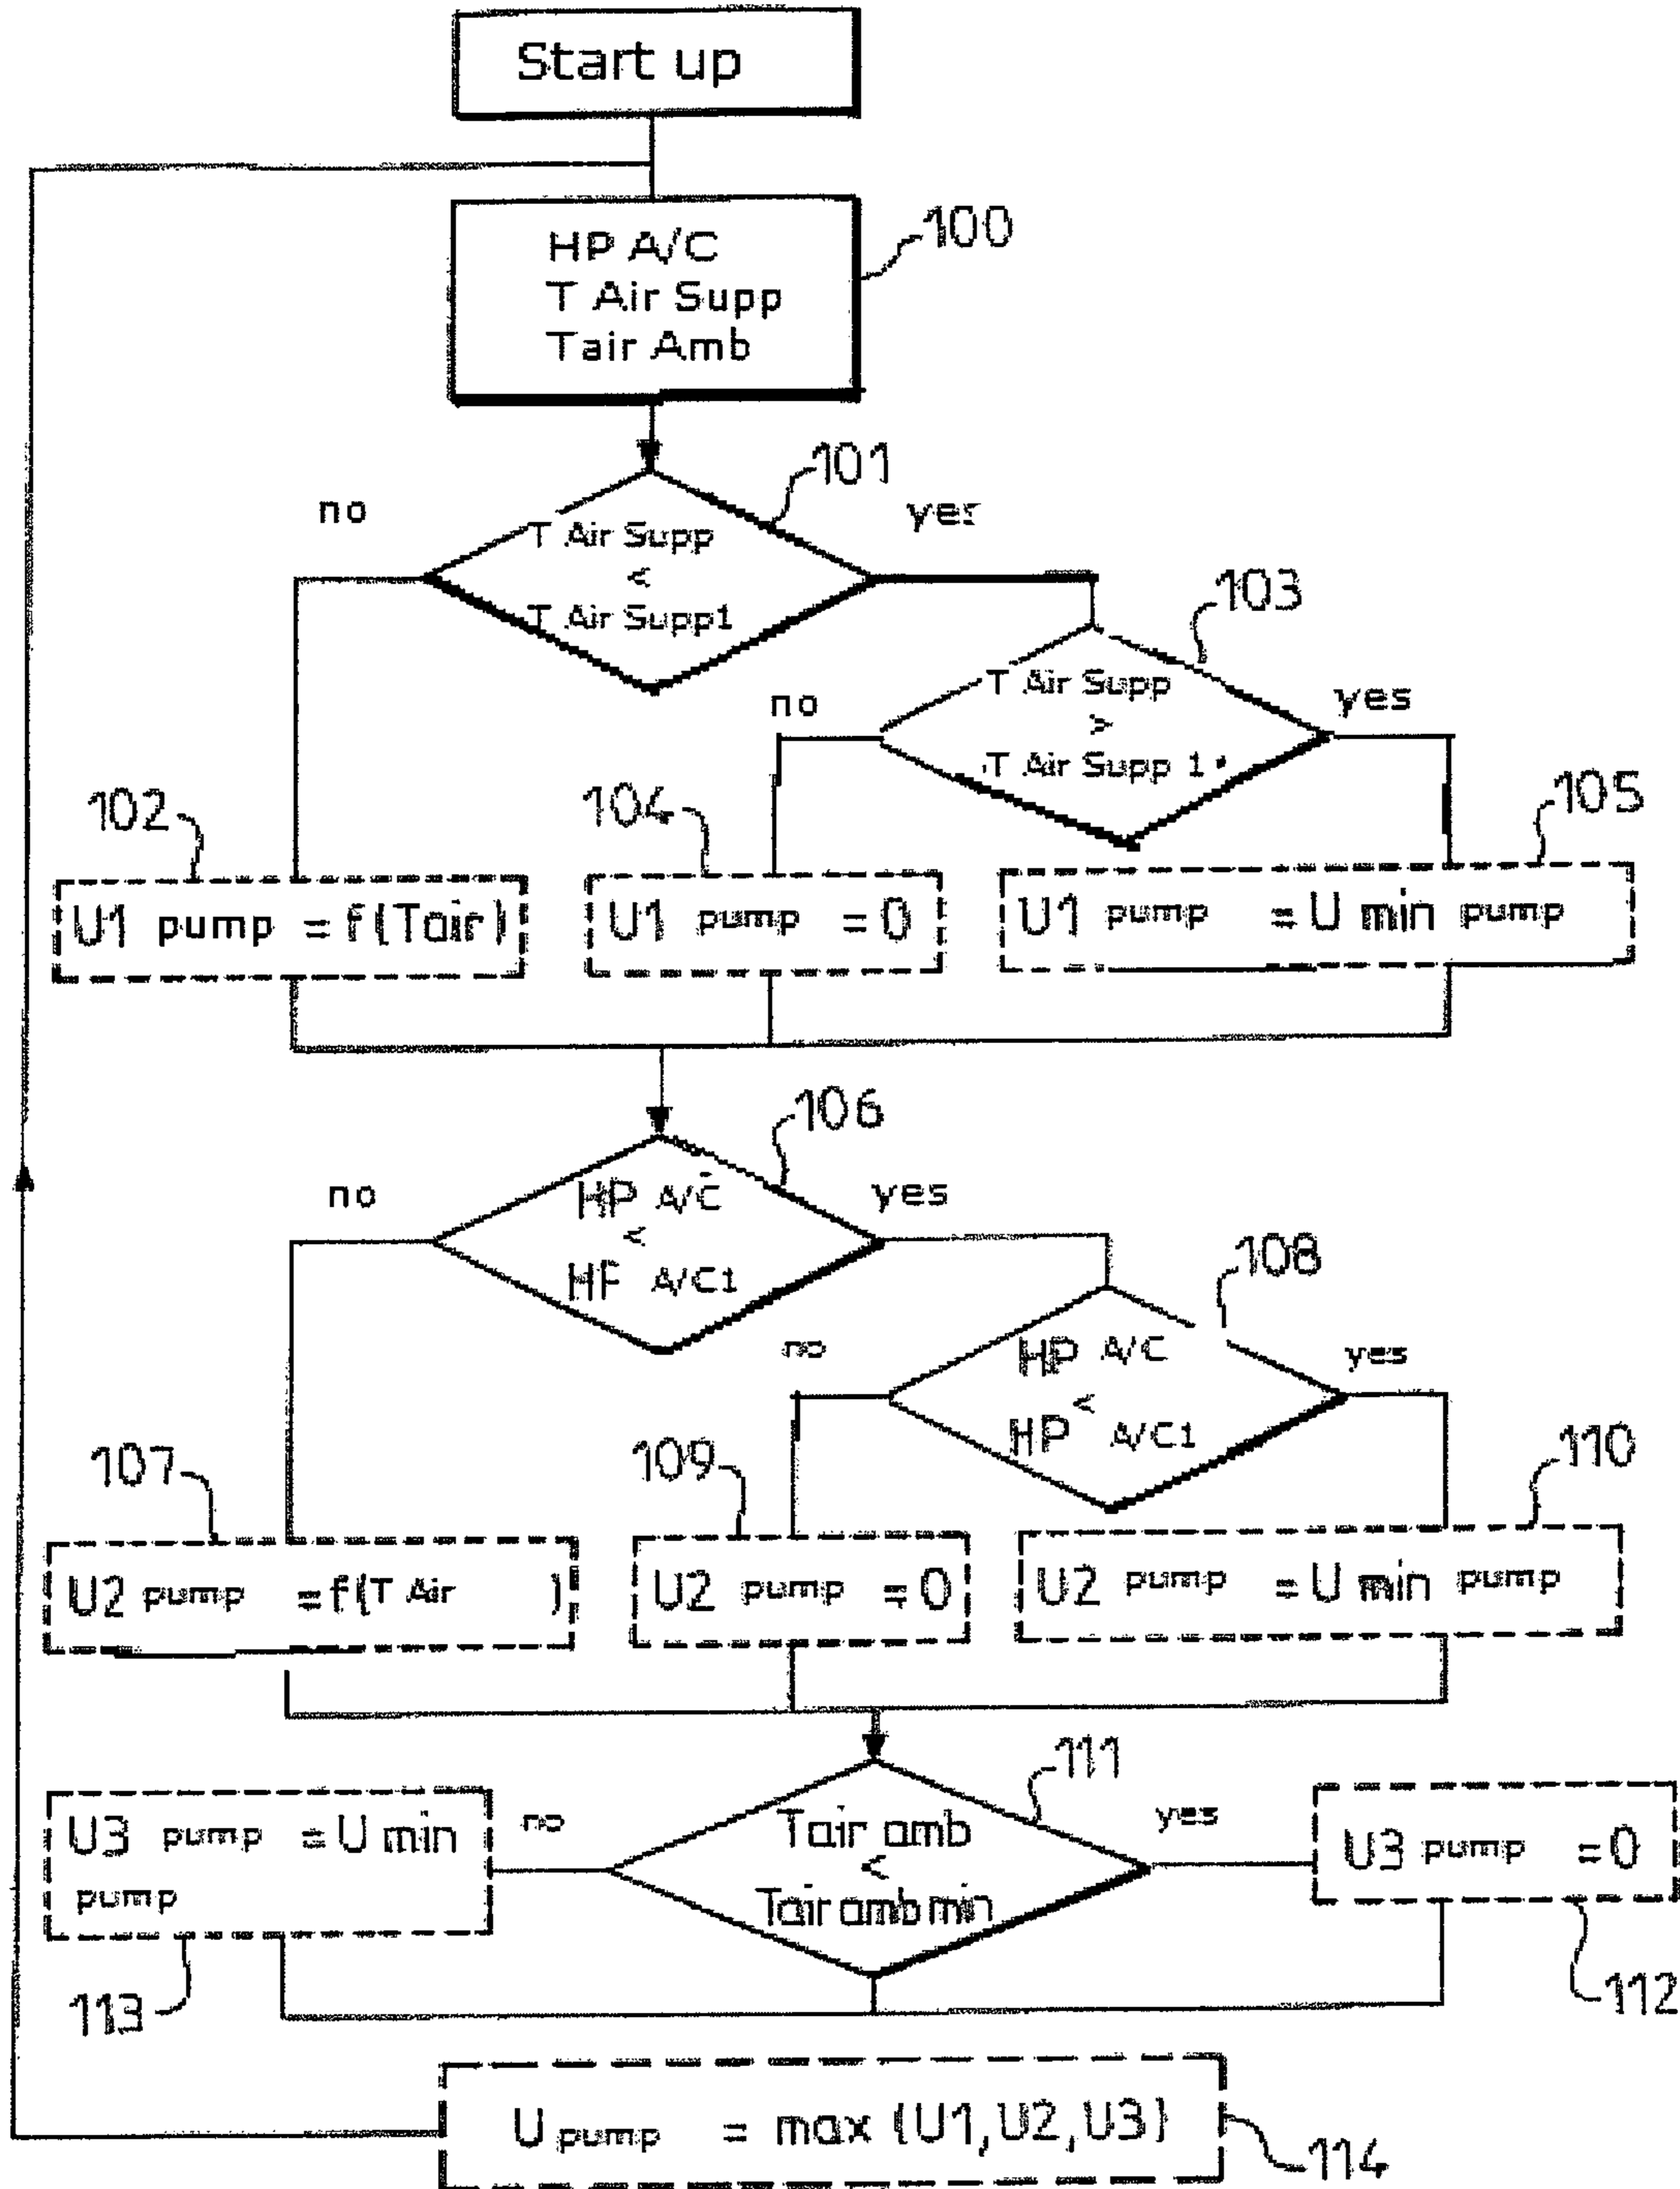 Start up
HP A/C
T Air Supp
Tair Amb
100
101
no
yes
T Air Supp
<
T Air Supp1
103
no
yes
T Air Supp
>
T Air Supp 1
102
104
105
U1 pump = f(Tair)
U1 pump = 0
U1 pump = U min pump
106
no
yes
HP A/C
<
HF A/C1
108
no
yes
HP A/C
<
HP A/C1
107
109
110
U2 pump = f(T Air )
U2 pump = 0
U2 pump = U min pump
111
no
yes
Tair amb
<
Tair amb min
U3 pump = U min
pump
U3 pump = 0
113
112
U pump = max (U1,U2,U3)
114